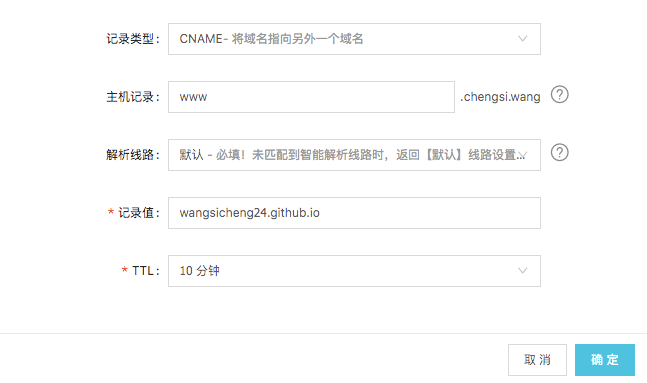 记录类型： CNAME- 将域名指向另外一个域名
主机记录： www .chengsi.wang ?
解析线路： 默认 - 必填！未匹配到智能解析线路时，返回【默认】线路设置... ?
* 记录值： wangsicheng24.github.io
* TTL： 10 分钟
取 消 确 定